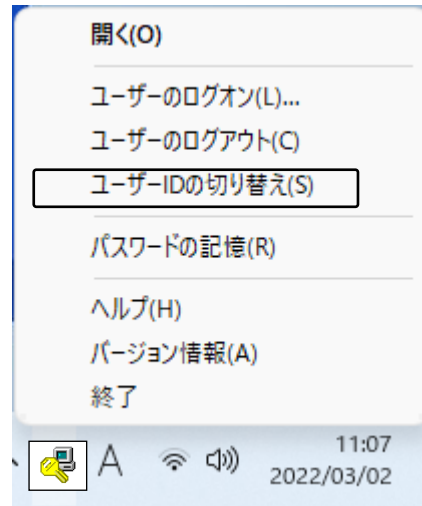 開く(O)
ユーザーのログオン(L)...
ユーザーのログアウト(C)
ユーザーIDの切り替え(S)
パスワードの記憶(R)
ヘルプ(H)
バージョン情報(A)
終了
A 11:07
2022/03/02